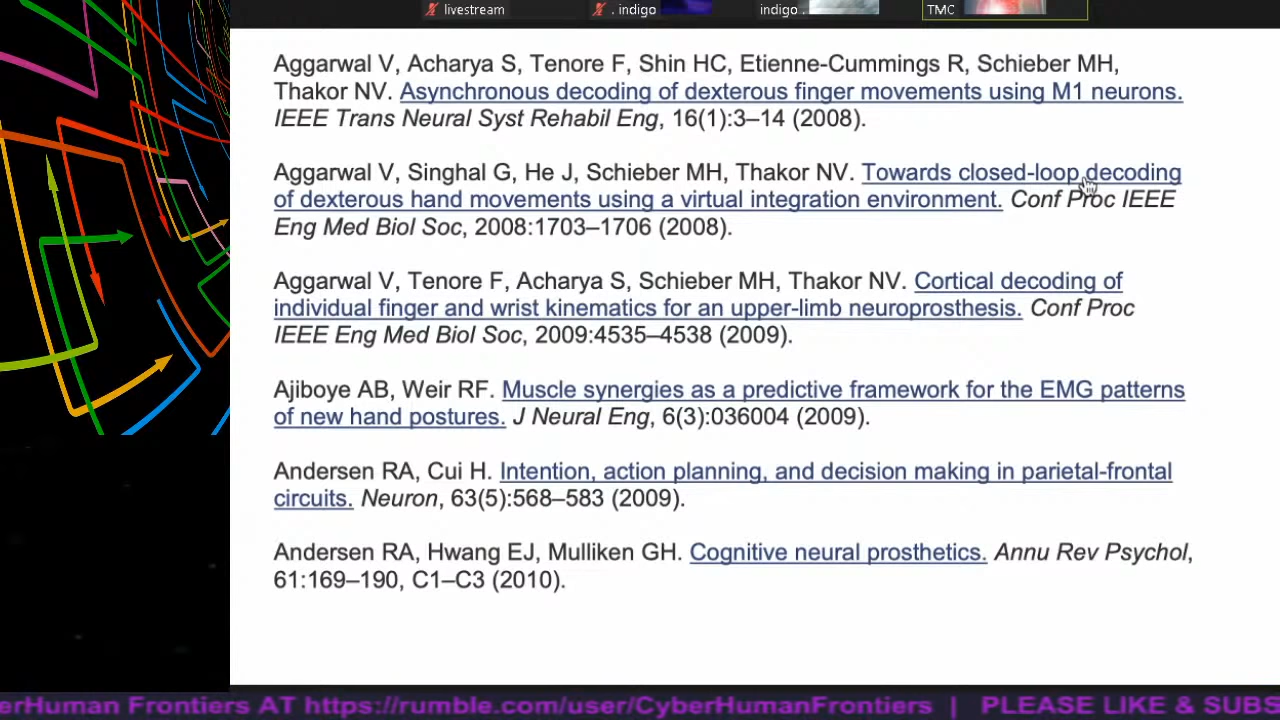 livestream
. indigo
indigo .
TMC
Aggarwal V, Acharya S, Tenore F, Shin HC, Etienne-Cummings R, Schieber MH,
Thakor NV. Asynchronous decoding of dexterous finger movements using M1 neurons.
IEEE Trans Neural Syst Rehabil Eng, 16(1):3–14 (2008).
Aggarwal V, Singhal G, He J, Schieber MH, Thakor NV. Towards closed-loop decoding
of dexterous hand movements using a virtual integration environment. Conf Proc IEEE
Eng Med Biol Soc, 2008:1703–1706 (2008).
Aggarwal V, Tenore F, Acharya S, Schieber MH, Thakor NV. Cortical decoding of
individual finger and wrist kinematics for an upper-limb neuroprosthesis. Conf Proc
IEEE Eng Med Biol Soc, 2009:4535–4538 (2009).
Ajiboye AB, Weir RF. Muscle synergies as a predictive framework for the EMG patterns
of new hand postures. J Neural Eng, 6(3):036004 (2009).
Andersen RA, Cui H. Intention, action planning, and decision making in parietal-frontal
circuits. Neuron, 63(5):568–583 (2009).
Andersen RA, Hwang EJ, Mulliken GH. Cognitive neural prosthetics. Annu Rev Psychol,
61:169–190, C1–C3 (2010).
erHuman Frontiers AT https://rumble.com/user/CyberHumanFrontiers | PLEASE LIKE & SUBS